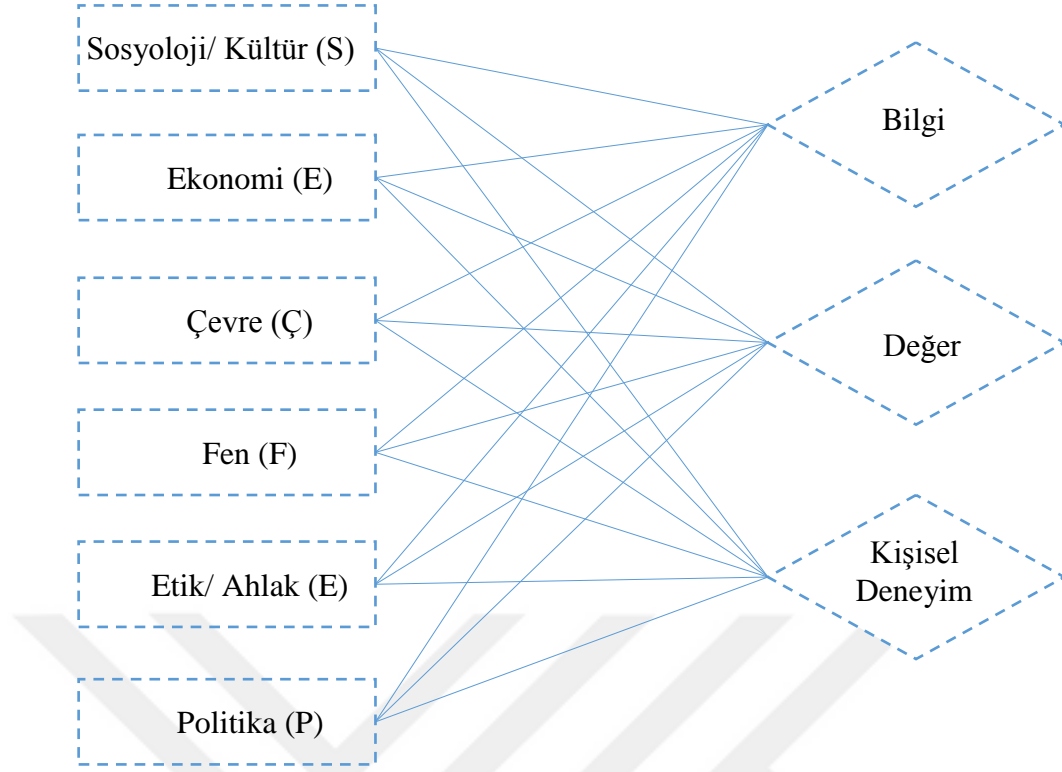 Sosyoloji/ Kültür (S)
Ekonomi (E)
Çevre (Ç)
Fen (F)
Etik/ Ahlak (E)
Politika (P)
Bilgi
Değer
Kişisel
Deneyim